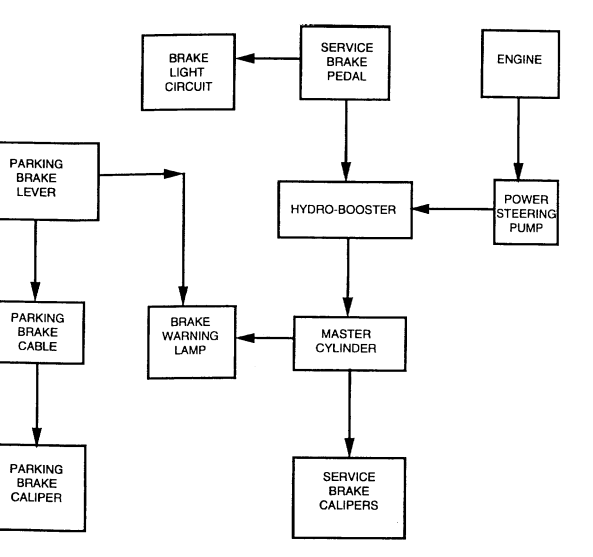 BRAKE
LIGHT
CIRCUIT
SERVICE
BRAKE
PEDAL
ENGINE
PARKING
BRAKE
LEVER
HYDRO-BOOSTER
POWER
STEERING
PUMP
PARKING
BRAKE
CABLE
BRAKE
WARNING
LAMP
MASTER
CYLINDER
PARKING
BRAKE
CALIPER
SERVICE
BRAKE
CALIPERS